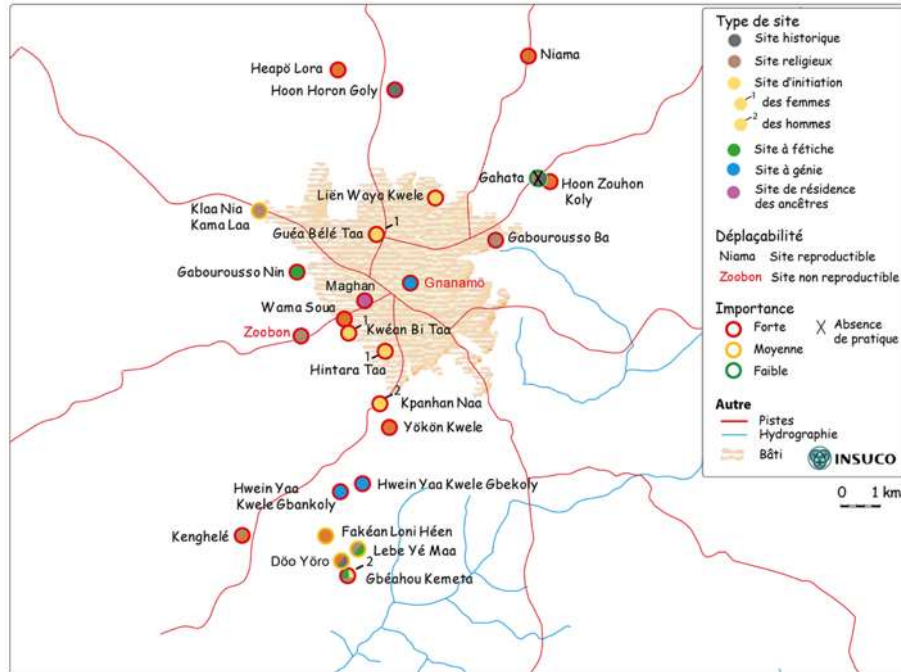 Niama
Heapö Lora
Hoon Horon Goly
Gahata
Hoon Zouhon
Koly
Liën Waya Kwele
Klaa Nia
Kama Laa
1
Guéa Bélé Taa
Gabourousso Ba
Gabourousso Nin
Gnanamö
Maghan
Wama Soua
1
Zoobon
Kwéan Bi Taa
1
Hintara Taa
2
Kpanhan Naa
Yökön Kwele
Hwein Yaa
Kwele Gbankoly
Hwein Yaa Kwele Gbekoly
Kenghelé
Fakéan Loni Héen
Lebe Yé Maa
Döo Yöro
2
Gbéahou Kemeta
Type de site
Site historique
Site religieux
Site d'initiation
1 des femmes
2 des hommes
Site à fétiche
Site à génie
Site de résidence
des ancêtres
Déplaçabilité
Niama Site reproductible
Zoobon Site non reproductible
Importance
Forte
Moyenne
Faible
X Absence
de pratique
Autre
Pistes
Hydrographie
Bâti
INSUCO
0 1 km